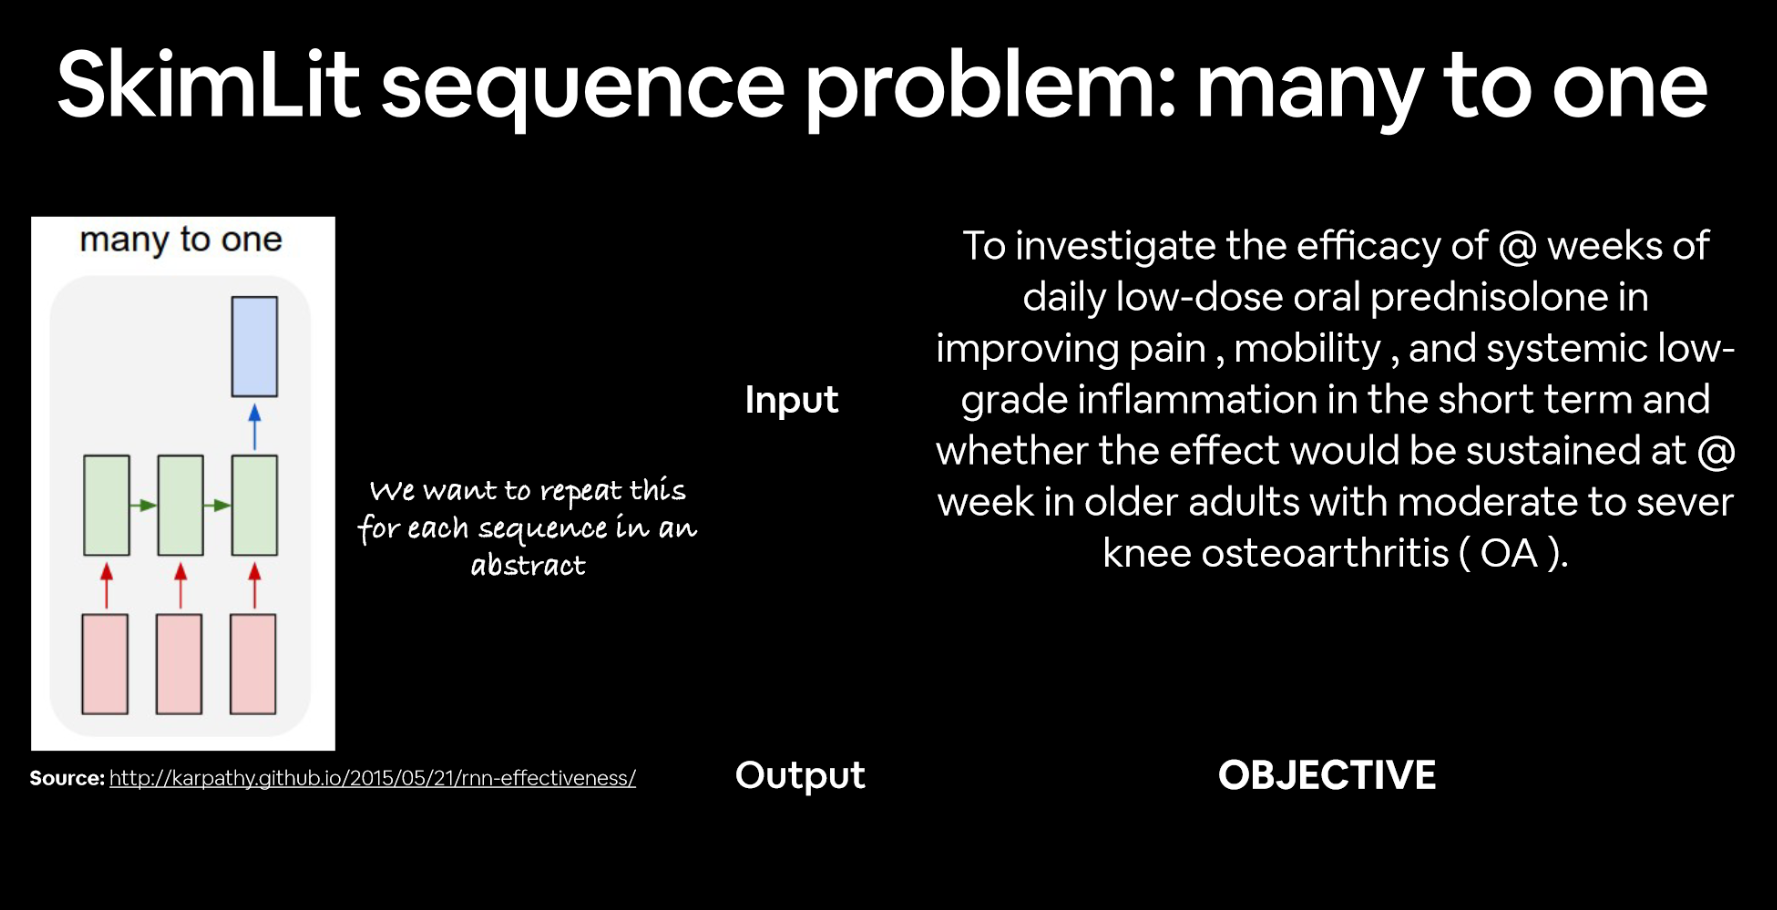 SkimLit sequence problem: many to one
many to one
We want to repeat this
for each sequence in an
abstract
Source: http://karpathy.github.io/2015/05/21/rnn-effectiveness/
Input
To investigate the efficacy of @ weeks of
daily low-dose oral prednisolone in
improving pain , mobility , and systemic low-
grade inflammation in the short term and
whether the effect would be sustained at @
week in older adults with moderate to sever
knee osteoarthritis ( OA ).
Output
OBJECTIVE